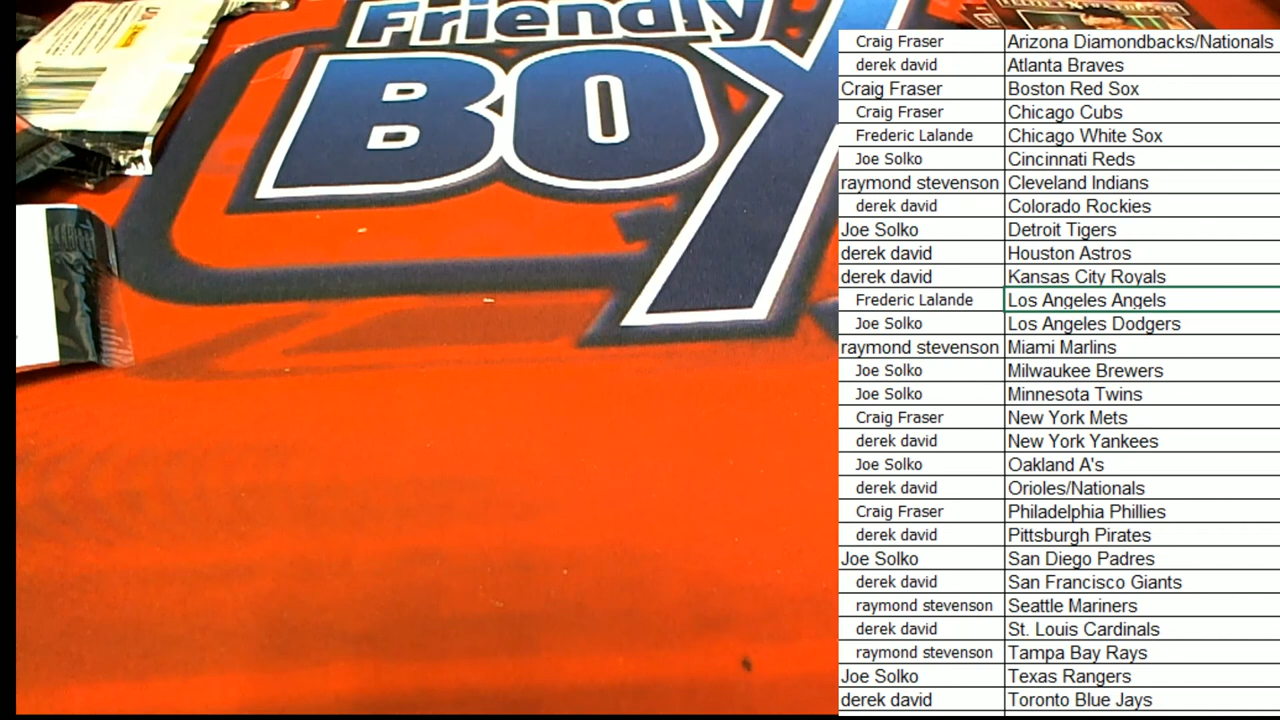 Friendly
BOX
Craig Fraser Arizona Diamondbacks/Nationals
derek david Atlanta Braves
Craig Fraser Boston Red Sox
Craig Fraser Chicago Cubs
Frederic Lalande Chicago White Sox
Joe Solko Cincinnati Reds
raymond stevenson Cleveland Indians
derek david Colorado Rockies
Joe Solko Detroit Tigers
derek david Houston Astros
derek david Kansas City Royals
Frederic Lalande Los Angeles Angels
Joe Solko Los Angeles Dodgers
raymond stevenson Miami Marlins
Joe Solko Milwaukee Brewers
Joe Solko Minnesota Twins
Craig Fraser New York Mets
derek david New York Yankees
Joe Solko Oakland A's
derek david Orioles/Nationals
Craig Fraser Philadelphia Phillies
derek david Pittsburgh Pirates
Joe Solko San Diego Padres
derek david San Francisco Giants
raymond stevenson Seattle Mariners
derek david St. Louis Cardinals
raymond stevenson Tampa Bay Rays
Joe Solko Texas Rangers
derek david Toronto Blue Jays